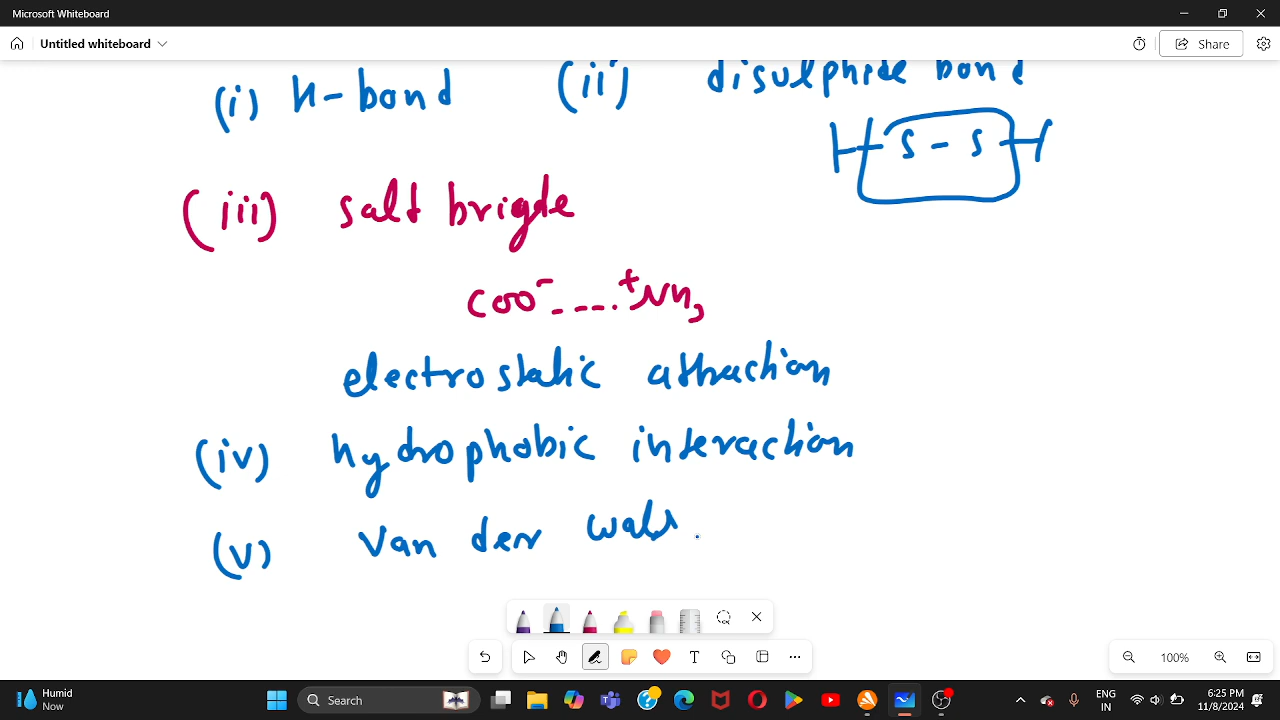 Microsoft Whiteboard
Untitled whiteboard
Share
(i) H-bond (ii) disulphide bond
S - S
(iii) salt brigde
COO⁻ ----- ⁺NH₃
electrostatic attraction
(iv) hydrophobic interaction
(v) Van der wals
100%
Humid
Now
Search
ENG
IN
6:25 PM
11/8/2024